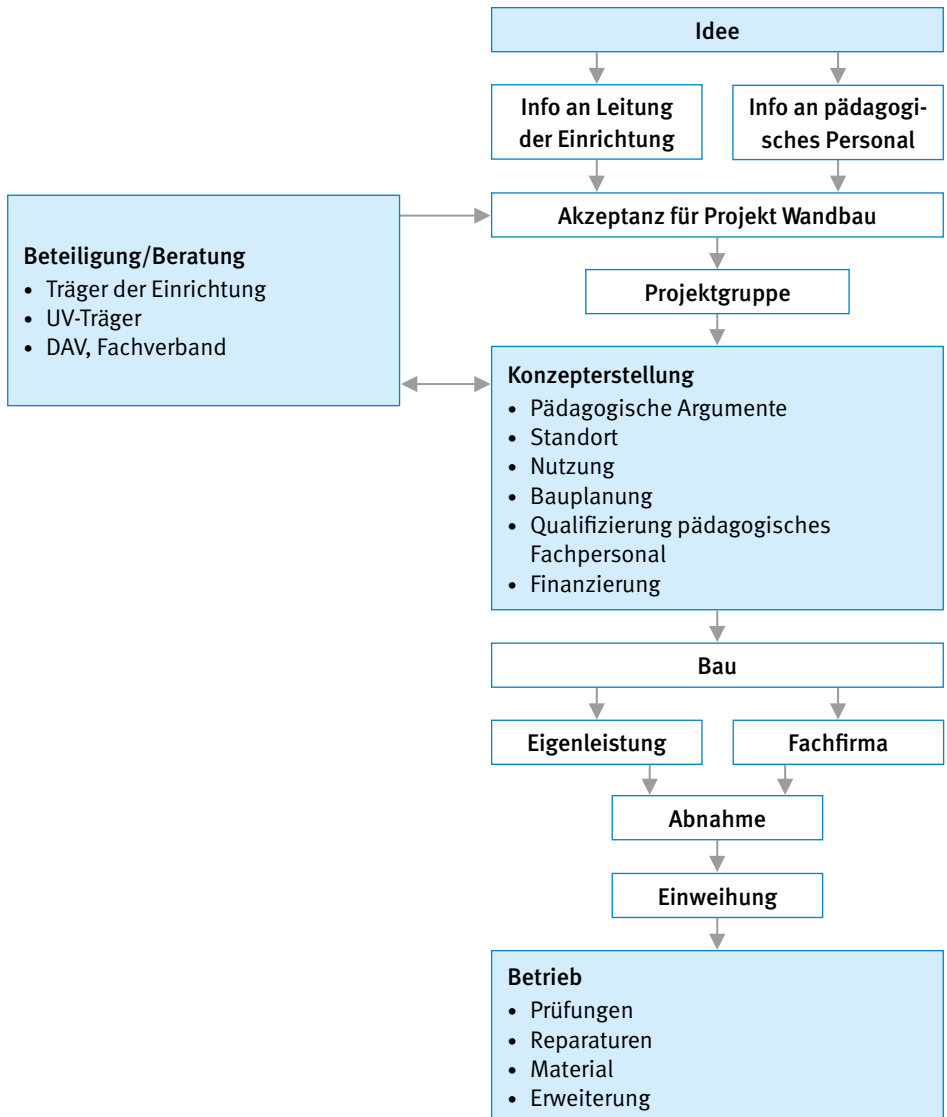 Idee
Info an Leitung
der Einrichtung
Info an pädagogi-
sches Personal
Akzeptanz für Projekt Wandbau
Beteiligung/Beratung
• Träger der Einrichtung
• UV-Träger
• DAV, Fachverband
Projektgruppe
Konzepterstellung
• Pädagogische Argumente
• Standort
• Nutzung
• Bauplanung
• Qualifizierung pädagogisches
Fachpersonal
• Finanzierung
Bau
Eigenleistung
Fachfirma
Abnahme
Einweihung
Betrieb
• Prüfungen
• Reparaturen
• Material
• Erweiterung